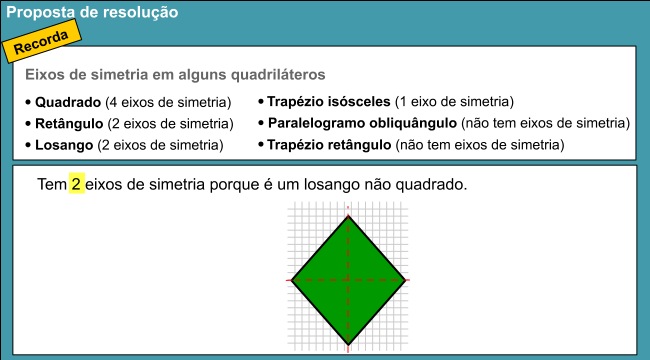 Proposta de resolução
Recorda
Eixos de simetria em alguns quadriláteros
• Quadrado (4 eixos de simetria)
• Retângulo (2 eixos de simetria)
• Losango (2 eixos de simetria)
• Trapézio isósceles (1 eixo de simetria)
• Paralelogramo obliquângulo (não tem eixos de simetria)
• Trapézio retângulo (não tem eixos de simetria)
Tem 2 eixos de simetria porque é um losango não quadrado.